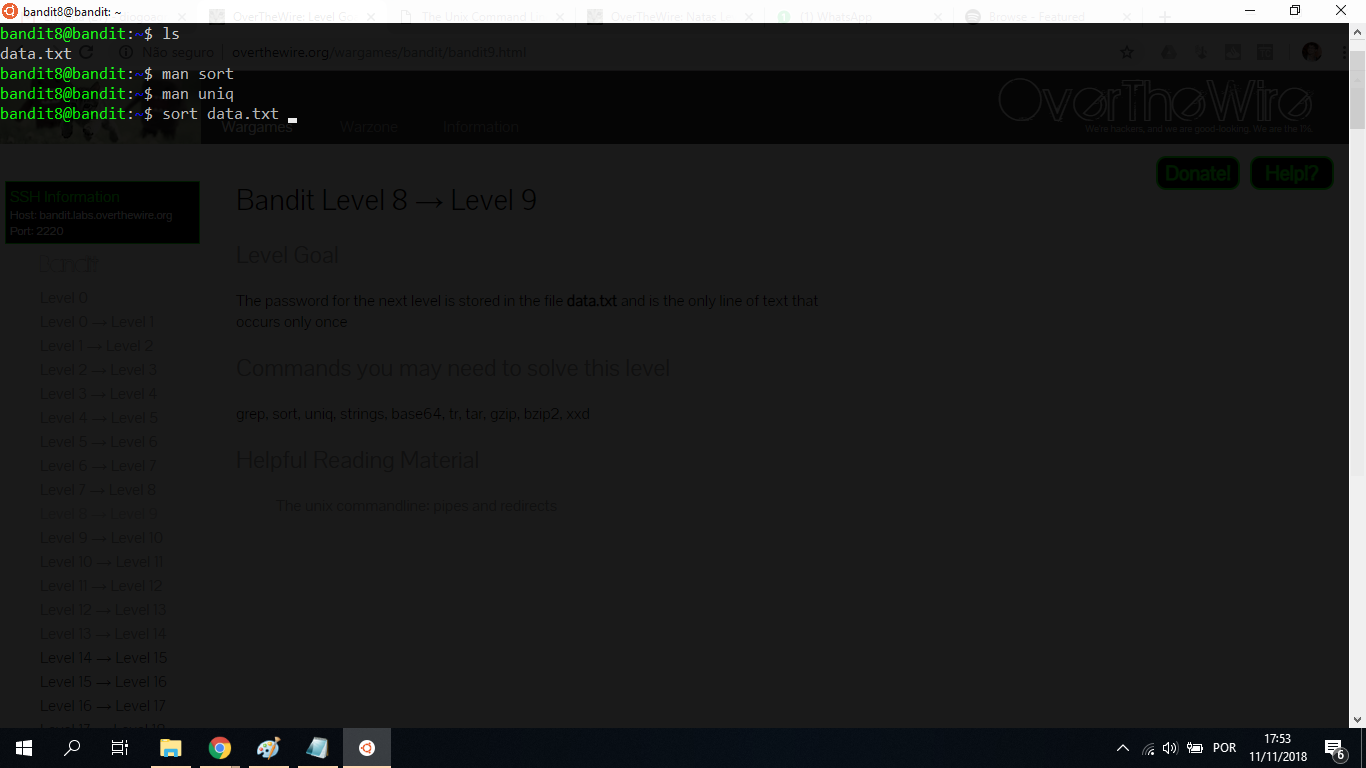 bandit8@bandit: ~
OverTheWire: Level Go
The Unix Command l
OverTheWire: Natas L
(1) WhatsApp
Browse - Featured
bandit8@bandit:~$ ls
data.txt
Não seguro
overthewire.org/wargames/bandit/bandit9.html
bandit8@bandit:~$ man sort
bandit8@bandit:~$ man uniq
bandit8@bandit:~$ sort data.txt
OverTheWire
We're hackers, and we are good-looking. We are the 1%.
Wargames Warzone Information
Donate! Help!?
SSH Information
Host: bandit.labs.overthewire.org
Port: 2220
Bandit
Level 0
Level 0 → Level 1
Level 1 → Level 2
Level 2 → Level 3
Level 3 → Level 4
Level 4 → Level 5
Level 5 → Level 6
Level 6 → Level 7
Level 7 → Level 8
Level 8 → Level 9
Level 9 → Level 10
Level 10 → Level 11
Level 11 → Level 12
Level 12 → Level 13
Level 13 → Level 14
Level 14 → Level 15
Level 15 → Level 16
Level 16 → Level 17
Level 17 → Level 18
Bandit Level 8 → Level 9
Level Goal
The password for the next level is stored in the file data.txt and is the only line of text that
occurs only once
Commands you may need to solve this level
grep, sort, uniq, strings, base64, tr, tar, gzip, bzip2, xxd
Helpful Reading Material
The unix commandline: pipes and redirects
POR
17:53
11/11/2018
6